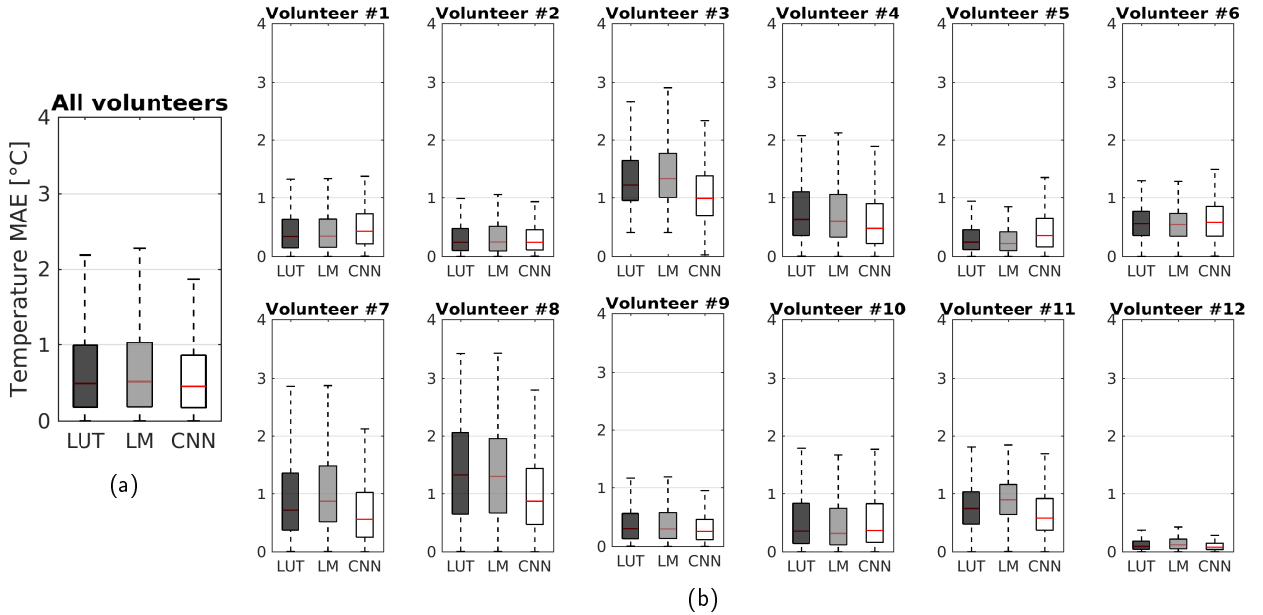 All volunteers
Temperature MAE [°C]
4
3
2
1
0
LUT LM CNN
(a)
Volunteer #1
4
3
2
1
0
LUT LM CNN
Volunteer #2
4
3
2
1
0
LUT LM CNN
Volunteer #3
4
3
2
1
0
LUT LM CNN
Volunteer #4
4
3
2
1
0
LUT LM CNN
Volunteer #5
4
3
2
1
0
LUT LM CNN
Volunteer #6
4
3
2
1
0
LUT LM CNN
Volunteer #7
4
3
2
1
0
LUT LM CNN
Volunteer #8
4
3
2
1
0
LUT LM CNN
Volunteer #9
4
3
2
1
0
LUT LM CNN
Volunteer #10
4
3
2
1
0
LUT LM CNN
Volunteer #11
4
3
2
1
0
LUT LM CNN
Volunteer #12
4
3
2
1
0
LUT LM CNN
(b)